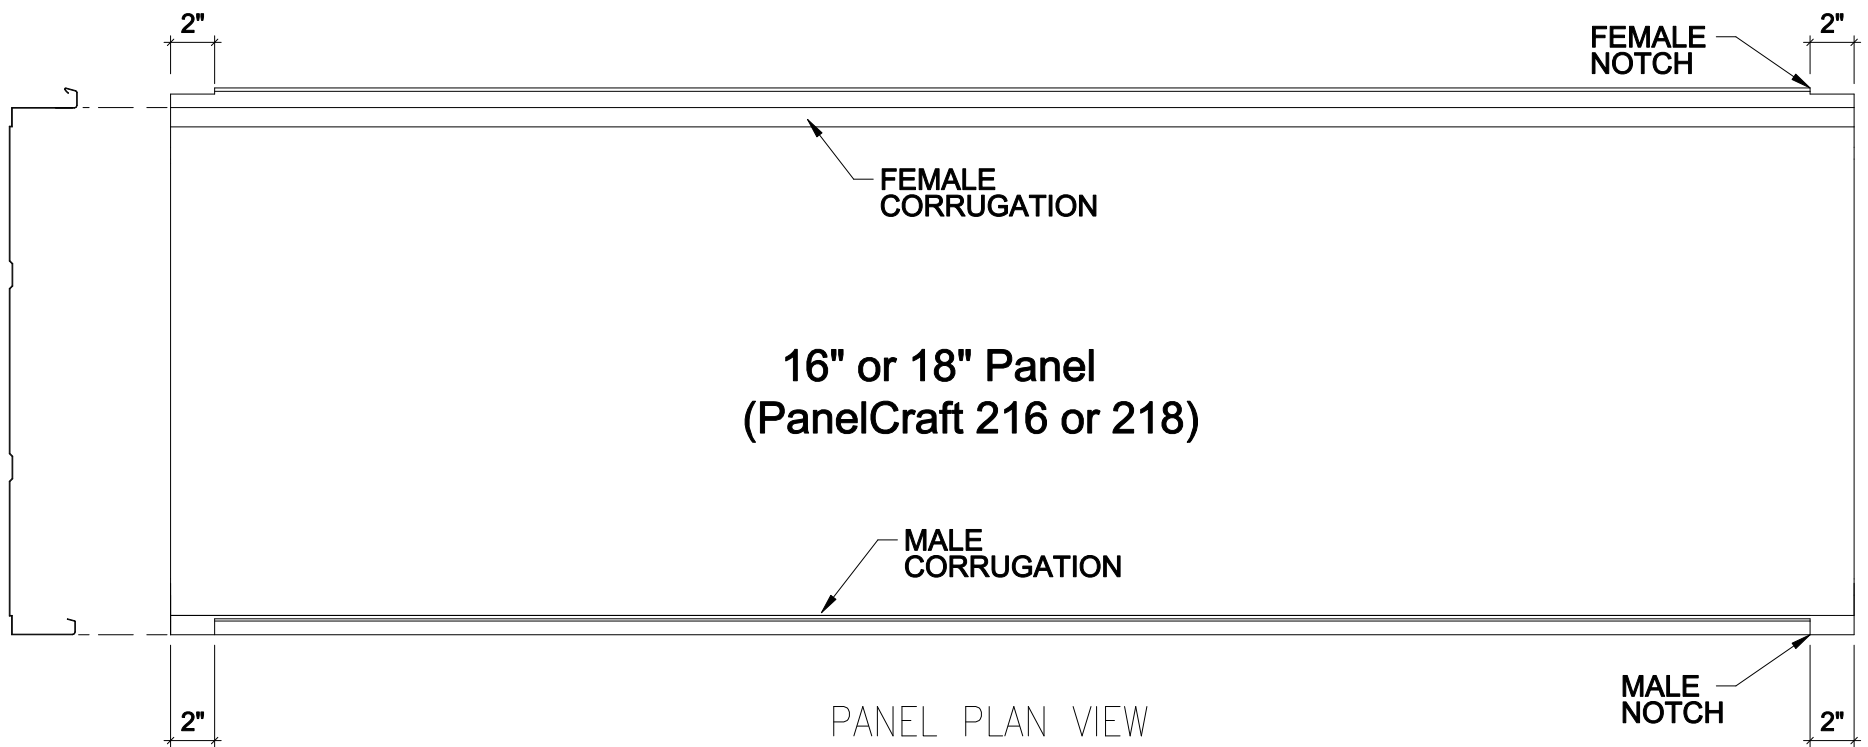 2"
2"
FEMALE
NOTCH
FEMALE
CORRUGATION
16" or 18" Panel
(PanelCraft 216 or 218)
MALE
CORRUGATION
MALE
NOTCH
2"
PANEL PLAN VIEW
2"